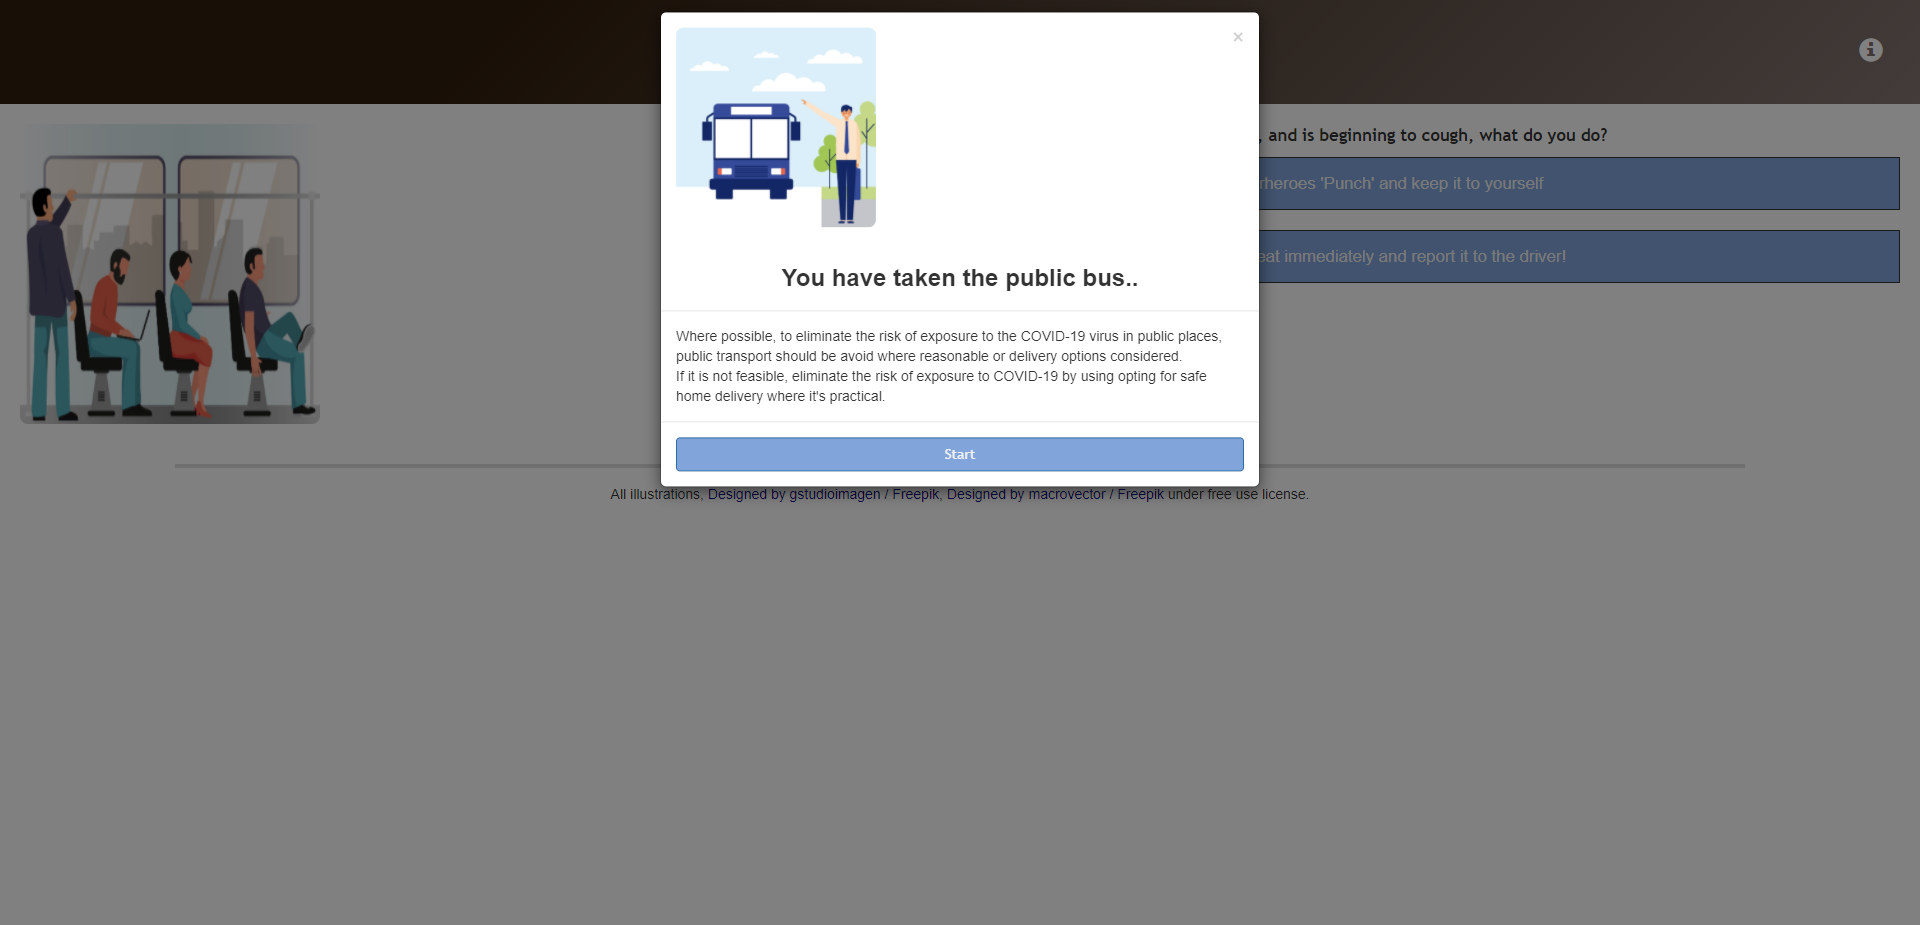 You have taken the public bus..
Where possible, to eliminate the risk of exposure to the COVID-19 virus in public places,
public transport should be avoid where reasonable or delivery options considered.
If it is not feasible, eliminate the risk of exposure to COVID-19 by using opting for safe
home delivery where it's practical.
Start
, and is beginning to cough, what do you do?
'Punch' and keep it to yourself
immediately and report it to the driver!
All illustrations, Designed by gstudioimagen / Freepik, Designed by macrovector / Freepik under free use license.